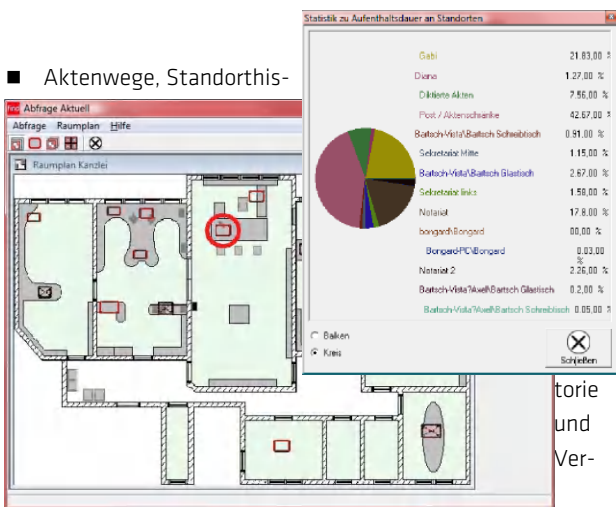 Statistik zu Aufenthaltsdauer an Standorten
■ Aktenwege, Standorthis-
Abfrage Aktuell
Abfrage Raumplan Hilfe
Raumplan Kanzlei
Gabi 21.83,00 %
Diana 1.27,00 %
Diktierte Akten 7.56,00 %
Post / Aktenschränke 42.67,00 %
Bartsch-Vista\Bartsch Schreibtisch 0.91,00 %
Sekretariat Mitte 1.15,00 %
Bartsch-Vista\Bartsch Glastisch 2.67,00 %
Sekretariat links 1.58,00 %
Notariat 17.8,00 %
bongard\Bongard 00,00 %
Bongard-PC\Bongard 0.03,00 %
Notariat 2 2.26,00 %
Bartsch-Vista?Axel\Bartsch Glastisch 0.2,00 %
Bartsch-Vista?Axel\Bartsch Schreibtisch 0.05,00 %
Balken
Kreis
Schließen
torie
und
Ver-